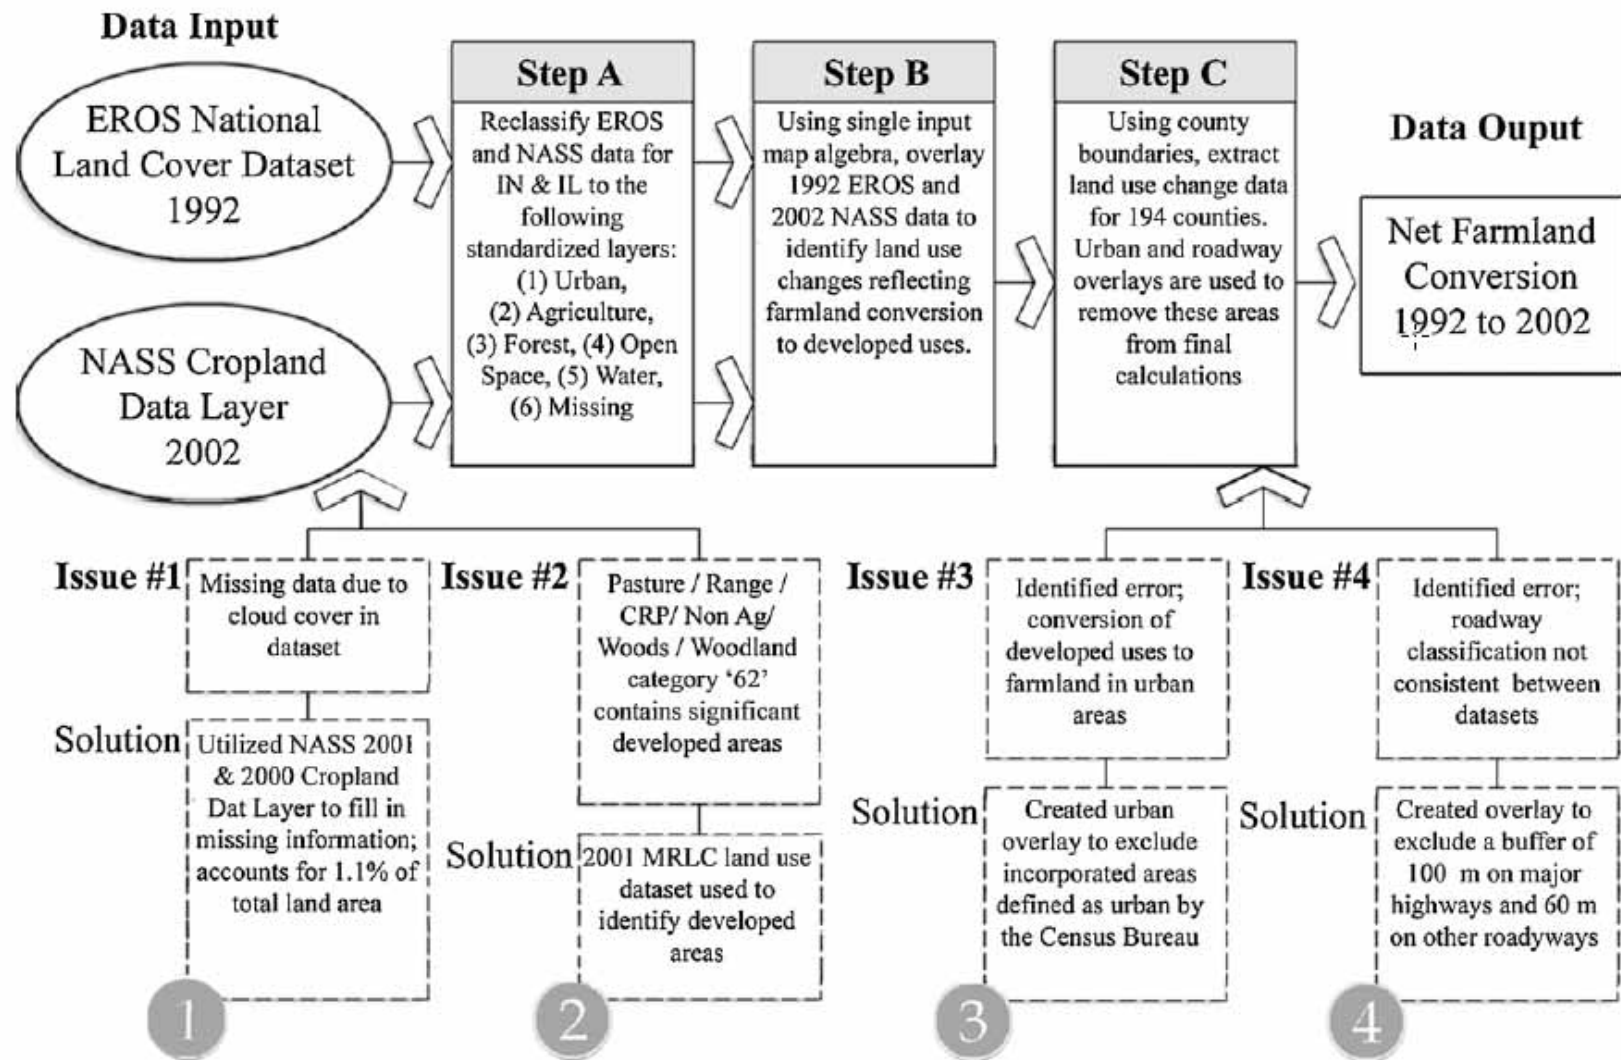 Data Input
EROS National
Land Cover Dataset
1992
NASS Cropland
Data Layer
2002
Step A
Reclassify EROS
and NASS data for
IN & IL to the
following
standardized layers:
(1) Urban,
(2) Agriculture,
(3) Forest, (4) Open
Space, (5) Water,
(6) Missing
Step B
Using single input
map algebra, overlay
1992 EROS and
2002 NASS data to
identify land use
changes reflecting
farmland conversion
to developed uses.
Step C
Using county
boundaries, extract
land use change data
for 194 counties.
Urban and roadway
overlays are used to
remove these areas
from final
calculations
Data Ouput
Net Farmland
Conversion
1992 to 2002
Issue #1
Missing data due to
cloud cover in
dataset
Solution
Utilized NASS 2001
& 2000 Cropland
Dat Layer to fill in
missing information;
accounts for 1.1% of
total land area
1
Issue #2
Pasture / Range /
CRP/ Non Ag/
Woods / Woodland
category ‘62’
contains significant
developed areas
Solution
2001 MRLC land use
dataset used to
identify developed
areas
2
Issue #3
Identified error;
conversion of
developed uses to
farmland in urban
areas
Solution
Created urban
overlay to exclude
incorporated areas
defined as urban by
the Census Bureau
3
Issue #4
Identified error;
roadway
classification not
consistent between
datasets
Solution
Created overlay to
exclude a buffer of
100 m on major
highways and 60 m
on other roadyways
4